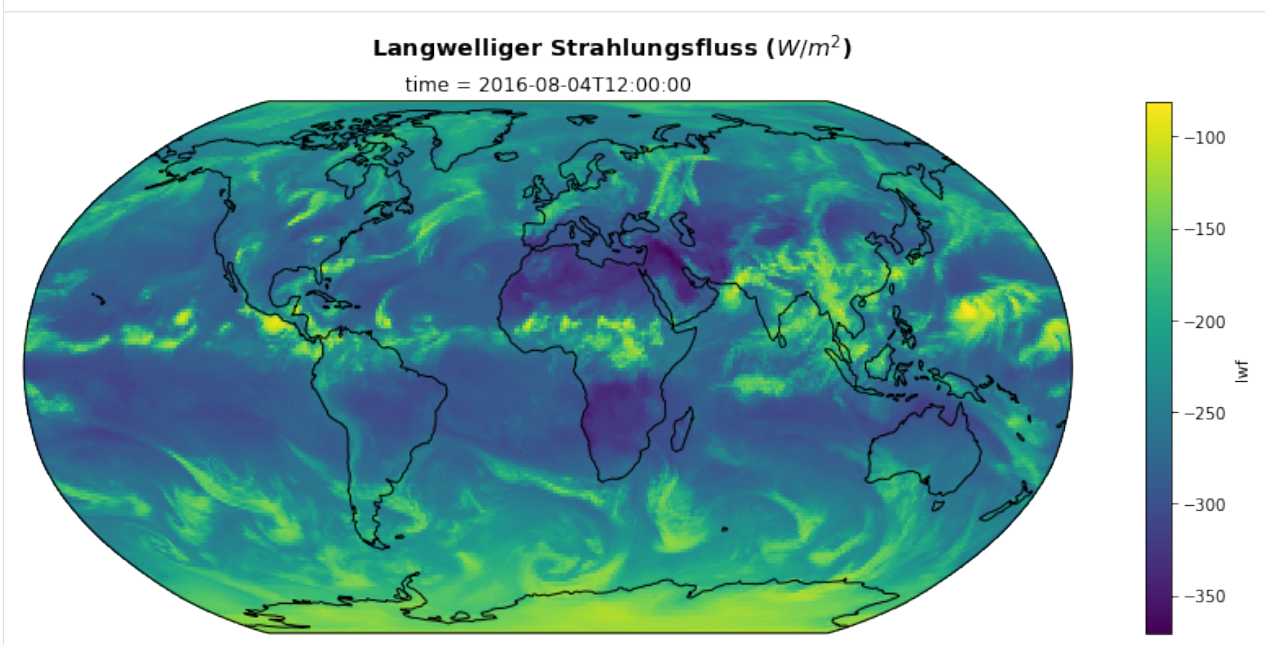 Langwelliger Strahlungsfluss (W/m²)
time = 2016-08-04T12:00:00
−100
−150
−200
−250
−300
−350
lwf